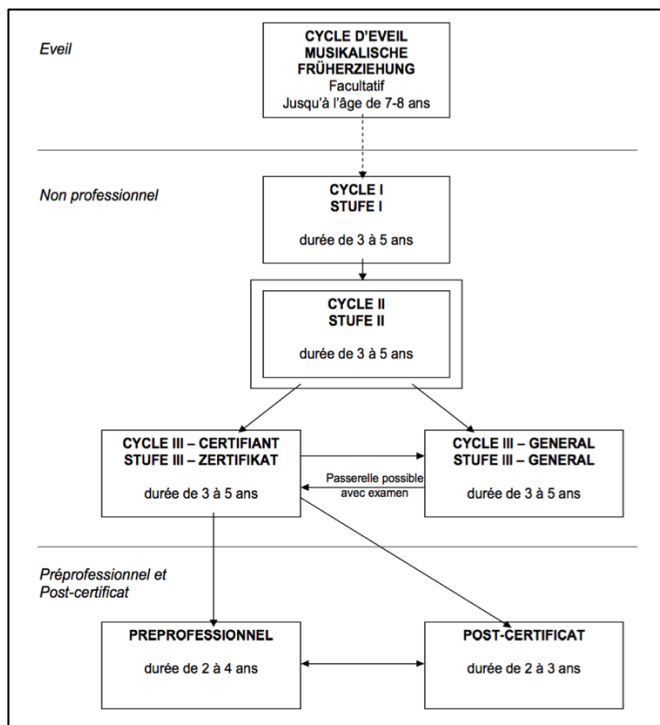 Eveil
CYCLE D'EVEIL
MUSIKALISCHE
FRÜHERZIEHUNG
Facultatif
Jusqu'à l'âge de 7-8 ans
Non professionnel
CYCLE I
STUFE I
durée de 3 à 5 ans
CYCLE II
STUFE II
durée de 3 à 5 ans
CYCLE III – CERTIFIANT
STUFE III – ZERTIFIKAT
durée de 3 à 5 ans
Passerelle possible
avec examen
CYCLE III – GENERAL
STUFE III – GENERAL
durée de 3 à 5 ans
Préprofessionnel et
Post-certificat
PREPROFESSIONNEL
durée de 2 à 4 ans
POST-CERTIFICAT
durée de 2 à 3 ans